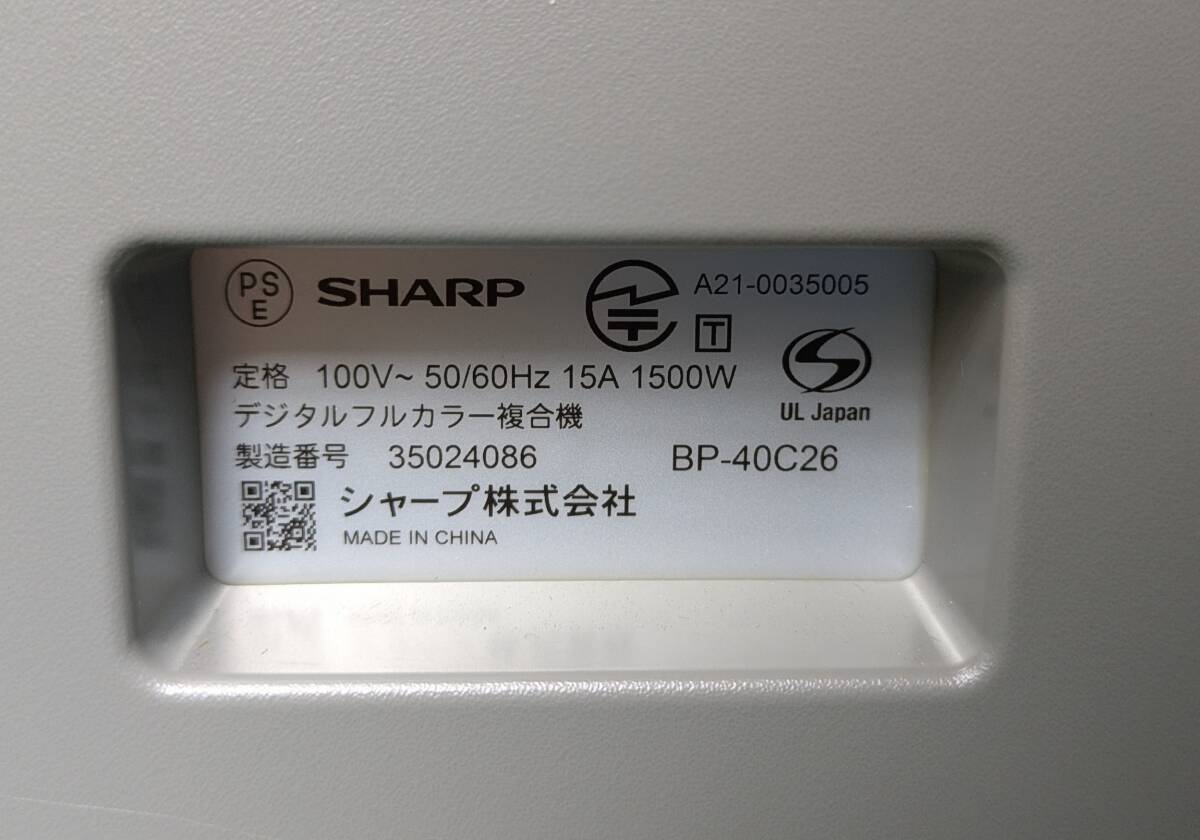 PS
E
SHARP
A21-0035005
T
定格 100V~ 50/60Hz 15A 1500W
UL Japan
デジタルフルカラー複合機
製造番号 35024086 BP-40C26
シャープ株式会社
MADE IN CHINA